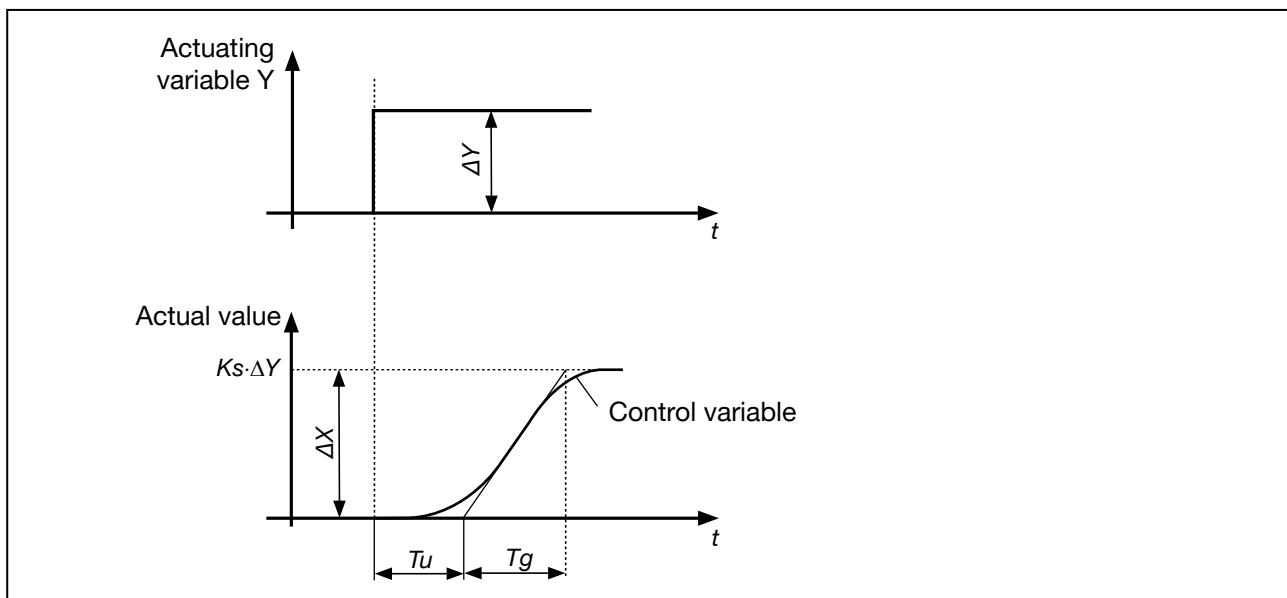 Actuating
variable Y
ΔY
t
Actual value
Ks·ΔY
ΔX
Control variable
t
Tu
Tg